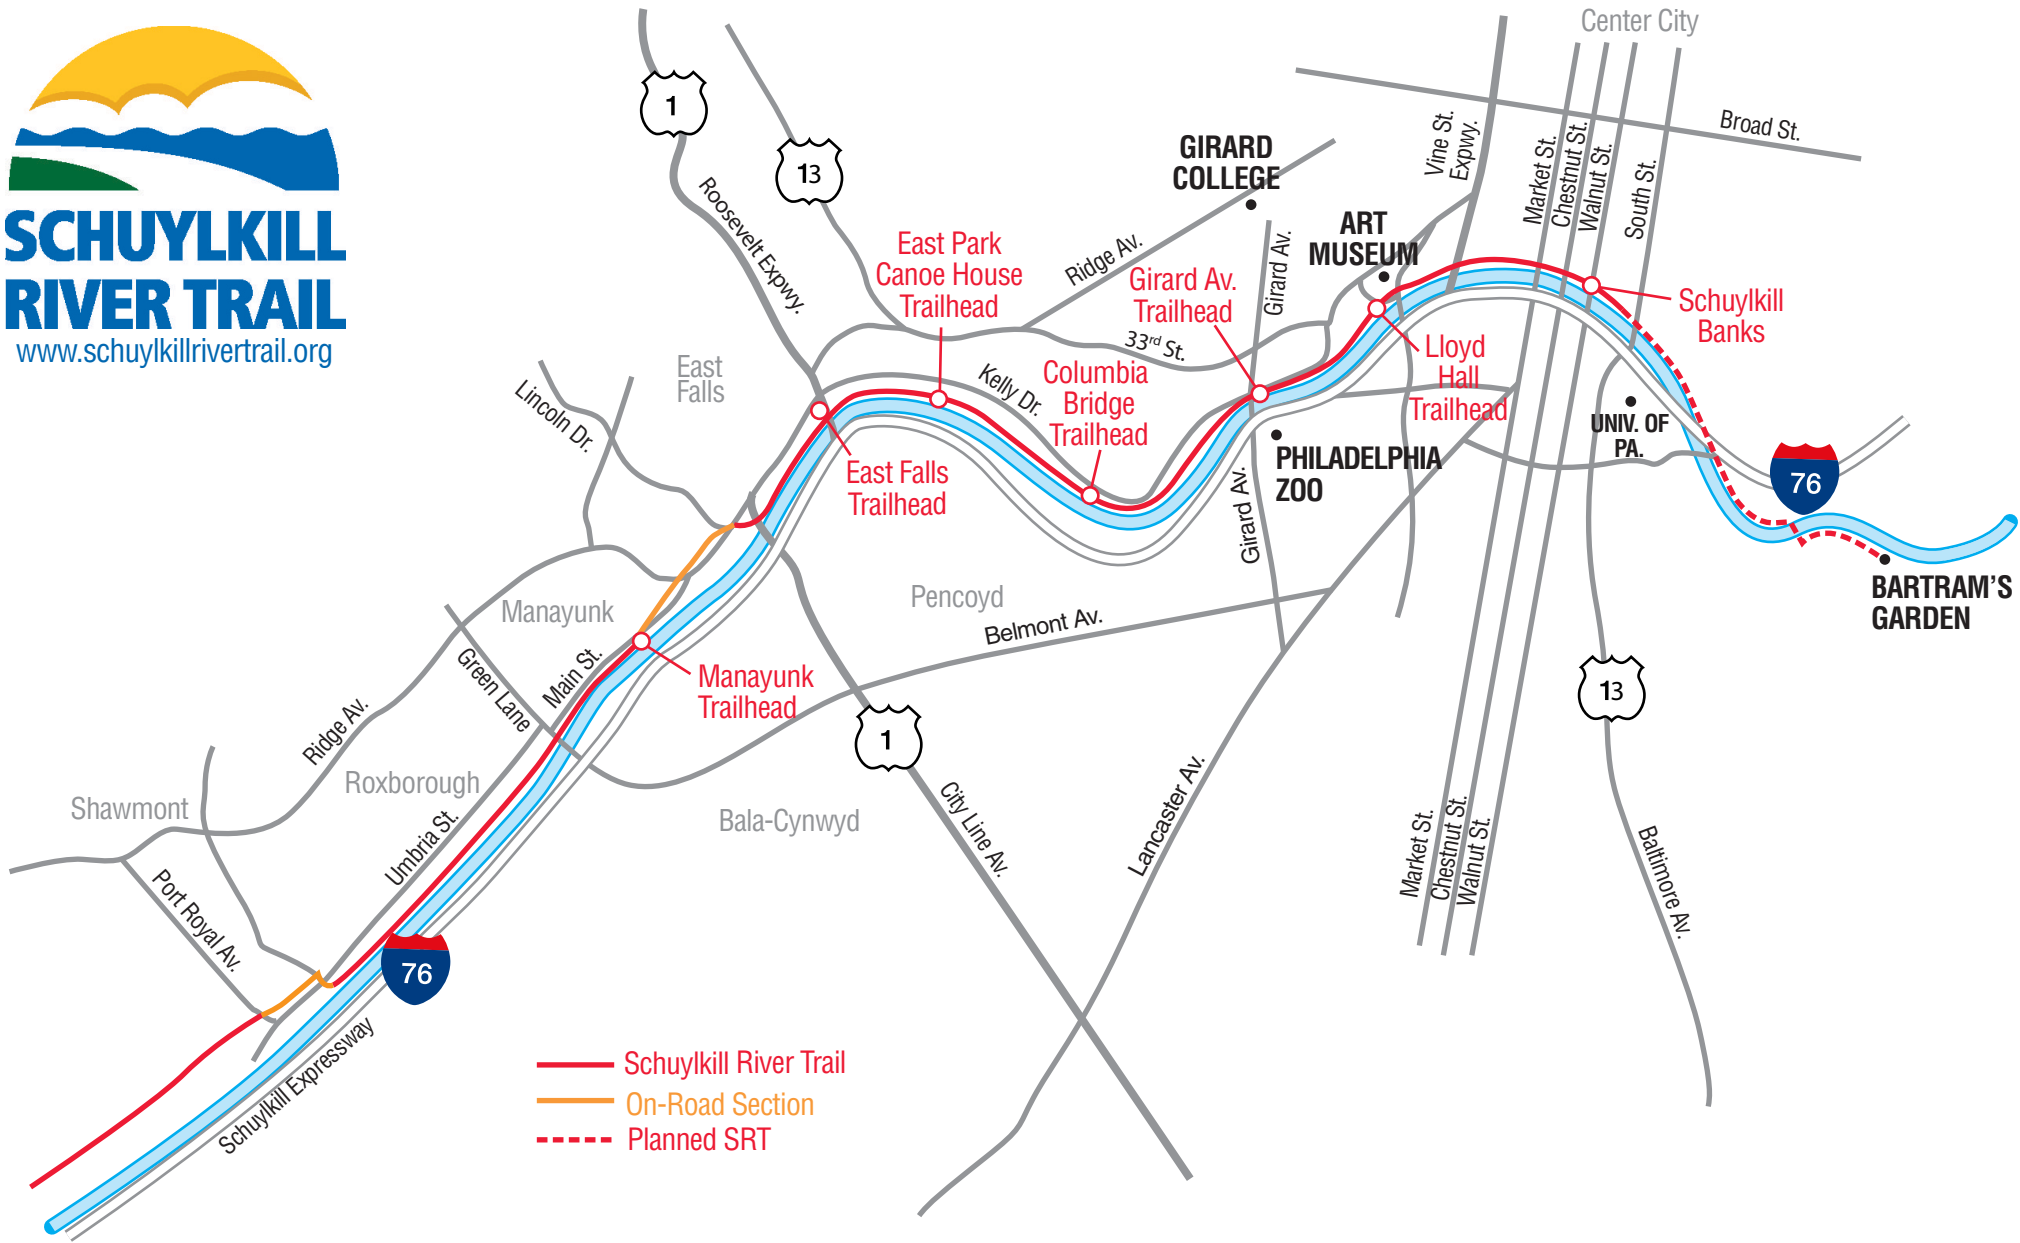 SCHUYLKILL
RIVER TRAIL
www.schuylkillrivertrail.org
Center City
1
13
Roosevelt Expwy.
GIRARD
COLLEGE
Ridge Av.
Girard Av.
ART
MUSEUM
Vine St.
Expwy.
Market St.
Chestnut St.
Walnut St.
South St.
Broad St.
East Park
Canoe House
Trailhead
Girard Av.
Trailhead
33rd St.
Kelly Dr.
Columbia
Bridge
Trailhead
Lloyd
Hall
Trailhead
Schuylkill
Banks
East
Falls
Lincoln Dr.
East Falls
Trailhead
PHILADELPHIA
ZOO
UNIV. OF
PA.
76
Girard Av.
BARTRAM'S
GARDEN
Manayunk
Pencoyd
Belmont Av.
Green Lane
Main St.
Manayunk
Trailhead
13
1
Ridge Av.
Roxborough
Shawmont
Umbria St.
Bala-Cynwyd
City Line Av.
Lancaster Av.
Market St.
Chestnut St.
Walnut St.
Baltimore Av.
Port Royal Av.
76
Schuylkill Expressway
Schuylkill River Trail
On-Road Section
Planned SRT